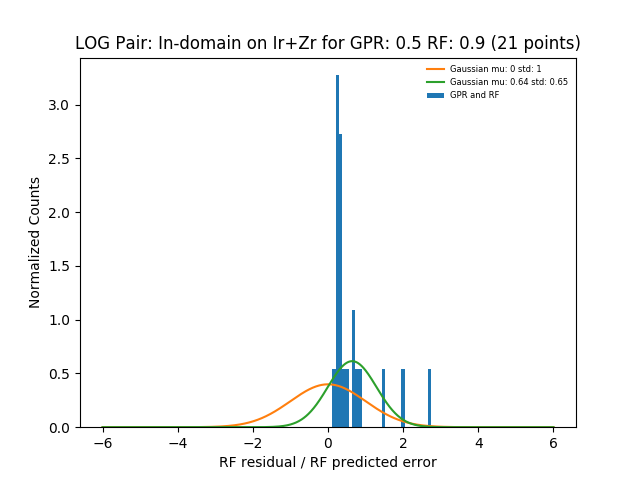 LOG Pair: In-domain on Ir+Zr for GPR: 0.5 RF: 0.9 (21 points)
Gaussian mu: 0 std: 1
Gaussian mu: 0.64 std: 0.65
GPR and RF
Normalized Counts
3.0
2.5
2.0
1.5
1.0
0.5
0.0
−6 −4 −2 0 2 4 6
RF residual / RF predicted error